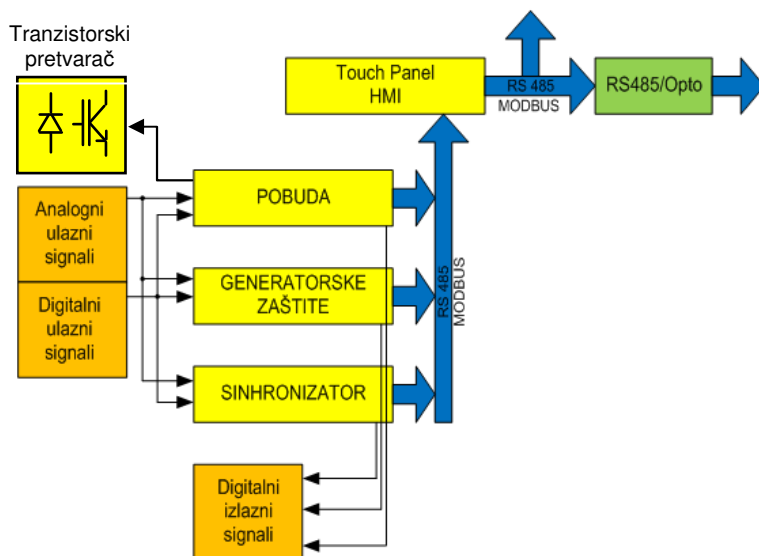 Tranzistorski
pretvarač
Touch Panel
HMI
RS 485
MODBUS
RS485/Opto
Analogni
ulazni
signali
Digitalni
ulazni
signali
POBUDA
GENERATORSKE
ZAŠTITE
SINHRONIZATOR
RS 485
MODBUS
Digitalni
izlazni
signali